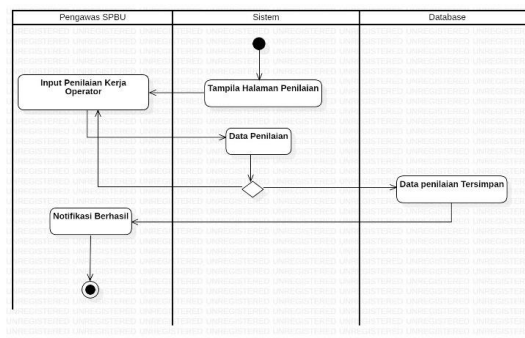 Pengawas SPBU
Sistem
Database
Tampila Halaman Penilaian
Input Penilaian Kerja
Operator
Data Penilaian
Data penilaian Tersimpan
Notifikasi Berhasil